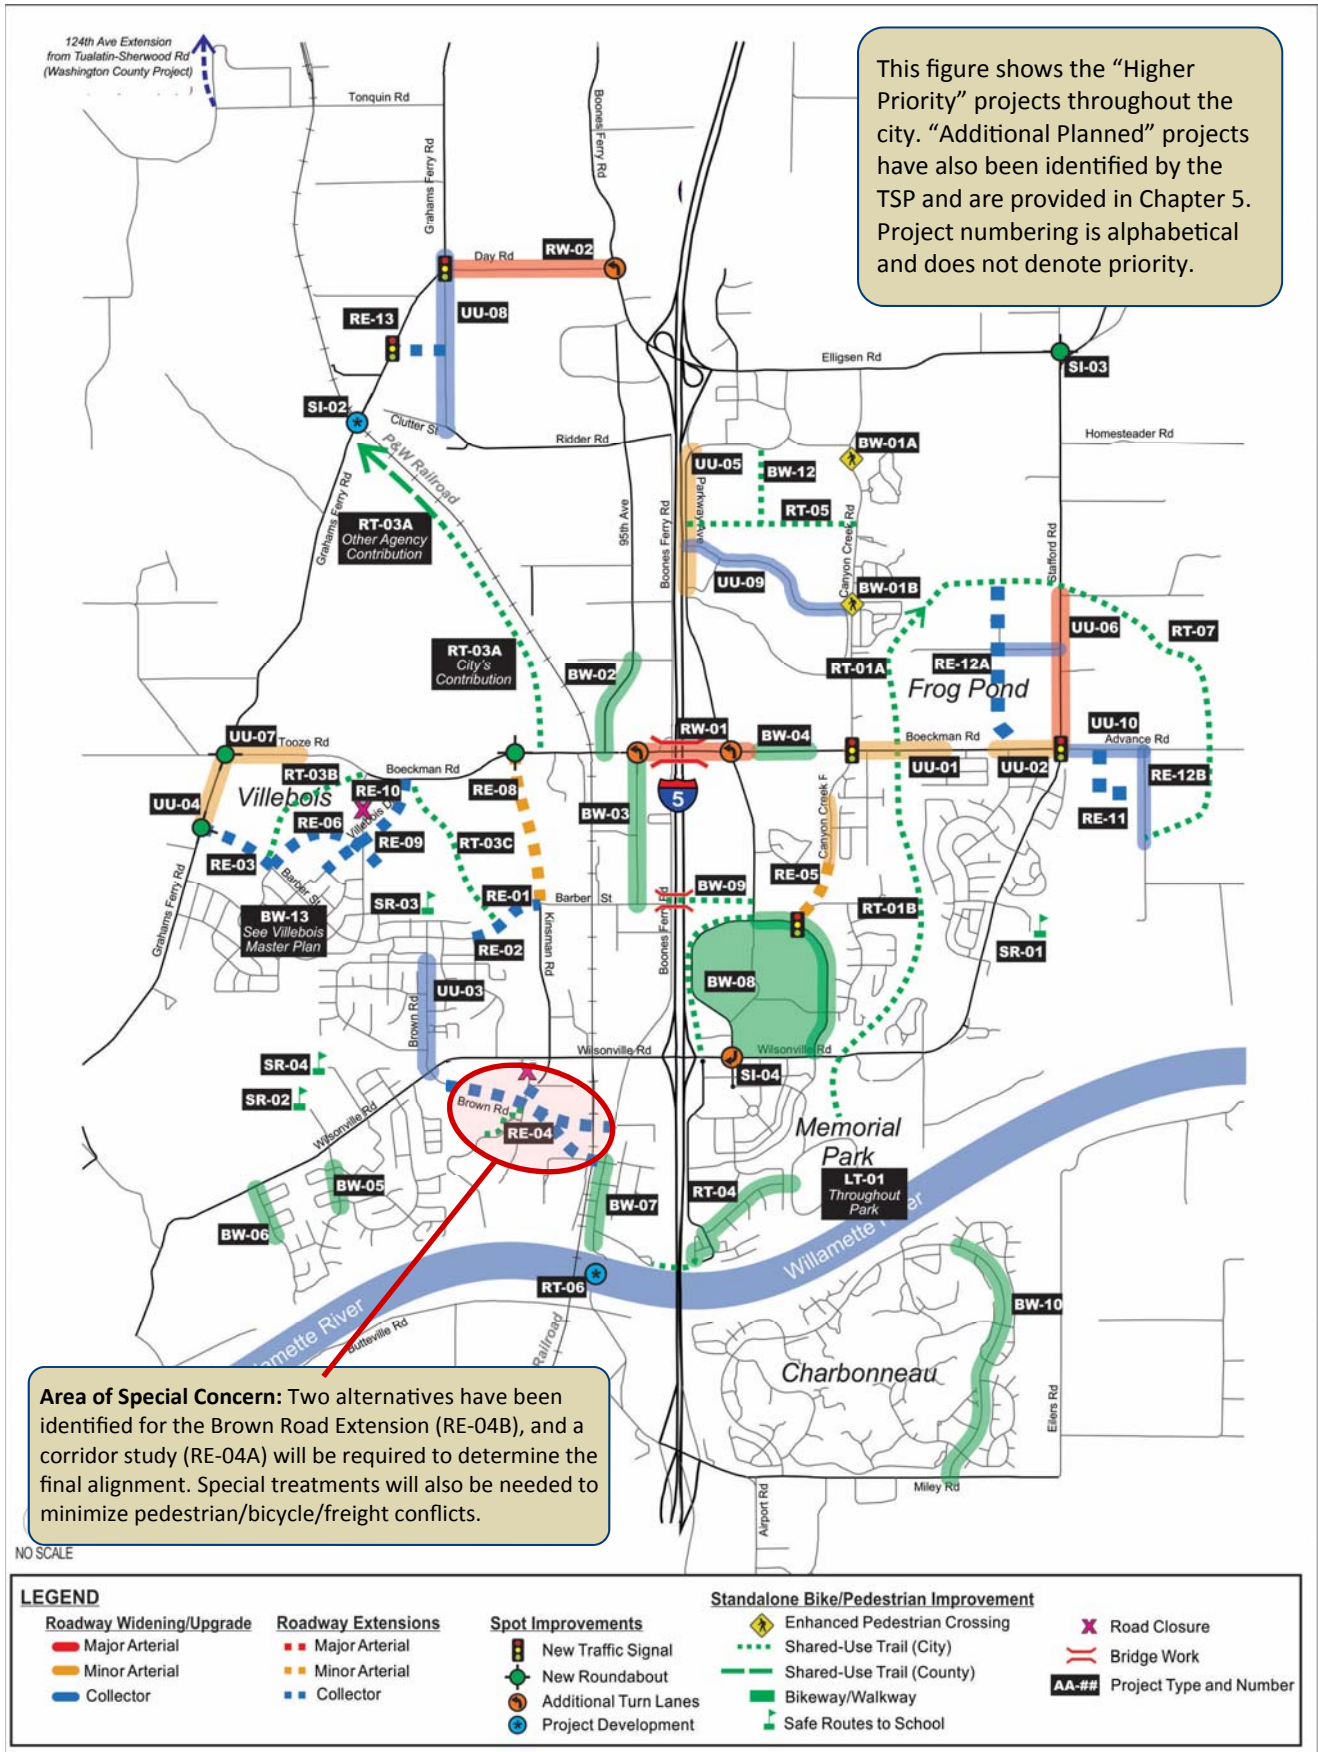 124th Ave Extension
from Tualatin-Sherwood Rd
(Washington County Project)
This figure shows the “Higher
Priority” projects throughout the
city. “Additional Planned” projects
have also been identified by the
TSP and are provided in Chapter 5.
Project numbering is alphabetical
and does not denote priority.
Tonquin Rd
Grahams Ferry Rd
Boones Ferry Rd
RW-02
Day Rd
UU-08
RE-13
Elligsen Rd
SI-03
SI-02
Clutter St
P&W Railroad
Ridder Rd
Homesteader Rd
BW-01A
UU-05
BW-12
Parkway Ave
RT-05
Grahams Ferry Rd
RT-03A
Other Agency
Contribution
95th Ave
Boones Ferry Rd
Canyon Creek Rd
Stafford Rd
UU-09
BW-01B
UU-06
RT-07
RT-03A
City's
Contribution
BW-02
RT-01A
RE-12A
Frog Pond
RW-01
BW-04
UU-10
UU-07
Tooze Rd
Boeckman Rd
Advance Rd
Boeckman Rd
UU-01
UU-02
RE-12B
RT-03B
RE-10
RE-08
5
UU-04
Villebois
RE-06
Villebois D
BW-03
Canyon Creek F
RE-11
RE-09
RT-03C
RE-03
RE-05
Barber St
RE-01
Barber St
BW-09
SR-03
RT-01B
BW-13
See Villebois
Master Plan
Grahams Ferry Rd
RE-02
Kinsman Rd
Boones Ferry Rd
SR-01
UU-03
BW-08
Brown Rd
Wilsonville Rd
Wilsonville Rd
SR-04
SI-04
SR-02
Brown Rd
Wilsonville Rd
RE-04
Memorial
Park
LT-01
Throughout
Park
BW-05
RT-04
BW-07
BW-06
Willamette River
RT-06
BW-10
lamette River
Butteville Rd
Railroad
Charbonneau
Eilers Rd
Area of Special Concern: Two alternatives have been
identified for the Brown Road Extension (RE-04B), and a
corridor study (RE-04A) will be required to determine the
final alignment. Special treatments will also be needed to
minimize pedestrian/bicycle/freight conflicts.
Miley Rd
Airport Rd
NO SCALE
LEGEND
Roadway Widening/Upgrade
Major Arterial
Minor Arterial
Collector
Roadway Extensions
Major Arterial
Minor Arterial
Collector
Spot Improvements
New Traffic Signal
New Roundabout
Additional Turn Lanes
Project Development
Standalone Bike/Pedestrian Improvement
Enhanced Pedestrian Crossing
Shared-Use Trail (City)
Shared-Use Trail (County)
Bikeway/Walkway
Safe Routes to School
Road Closure
Bridge Work
AA-## Project Type and Number